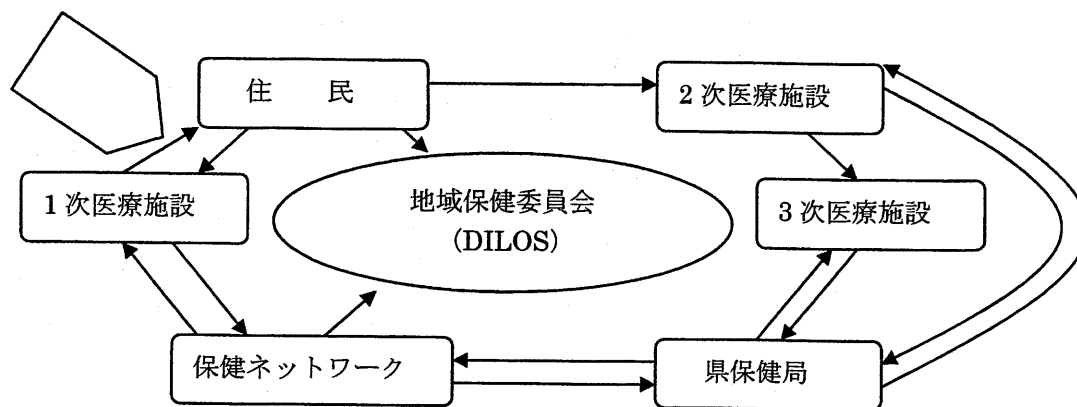 住　　民
2次医療施設
1次医療施設
地域保健委員会
(DILOS)
3次医療施設
保健ネットワーク
県保健局